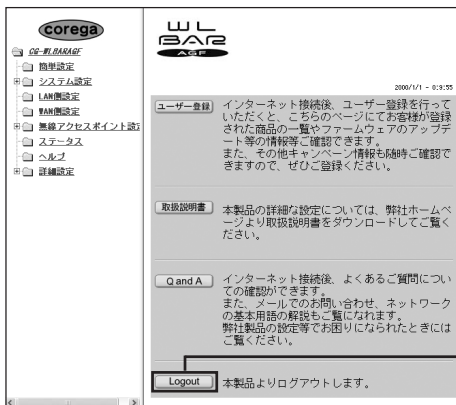 corega
CG-WLBARAGF
簡単設定
システム設定
LAN側設定
WAN側設定
無線アクセスポイント設定
ステータス
ヘルプ
詳細設定
WL
BAR
AGF
2000/1/1 - 0:9:55
ユーザー登録
インターネット接続後、ユーザー登録を行って
いただくと、こちらのページにてお客様が登録
された商品の一覧やファームウェアのアップデ
ート等の情報等ご確認できます。
また、その他キャンペーン情報も随時ご確認で
きますので、ぜひご登録ください。
取扱説明書
本製品の詳細な設定については、弊社ホームペ
ージより取扱説明書をダウンロードしてご覧く
ださい。
Q and A
インターネット接続後、よくあるご質問につい
ての確認ができます。
また、メールでのお問い合わせ、ネットワーク
の基本用語の解説もご覧になれます。
弊社製品の設定等でお困りになられたときには
ご覧ください。
Logout
本製品よりログアウトします。